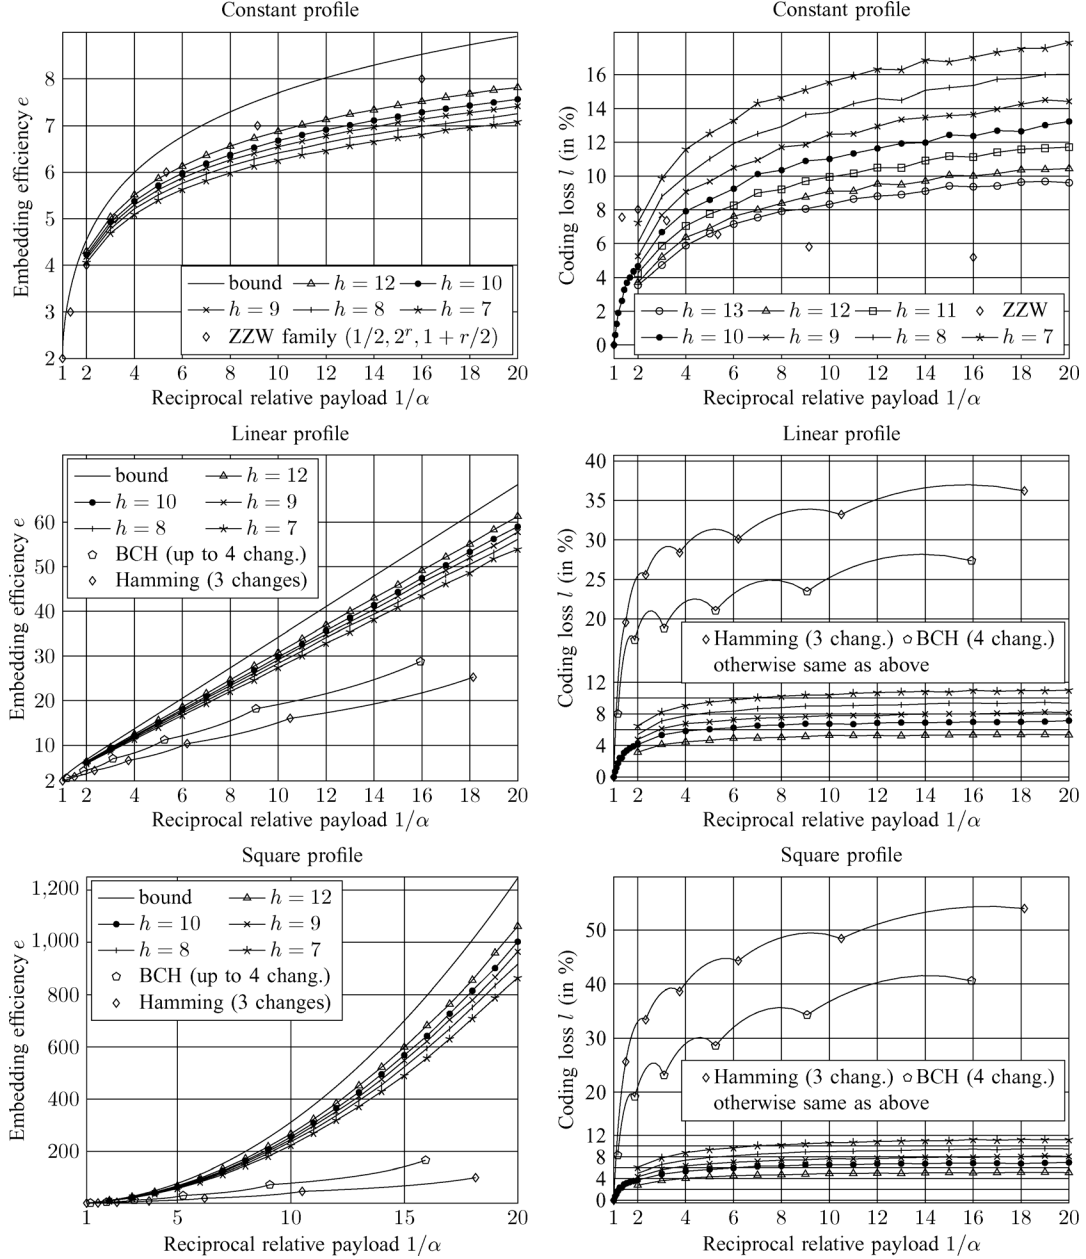 Constant profile
Embedding efficiency e
8
7
6
5
4
3
2
bound h = 12 h = 10
h = 9 h = 8 h = 7
ZZW family (1/2, 2^r, 1 + r/2)
1 2 4 6 8 10 12 14 16 18 20
Reciprocal relative payload 1/α
Constant profile
Coding loss l (in %)
16
14
12
10
8
6
4
2
0
h = 13 h = 12 h = 11 ZZW
h = 10 h = 9 h = 8 h = 7
1 2 4 6 8 10 12 14 16 18 20
Reciprocal relative payload 1/α
Linear profile
Embedding efficiency e
60
50
40
30
20
10
2
bound h = 12
h = 10 h = 9
h = 8 h = 7
BCH (up to 4 chang.)
Hamming (3 changes)
1 2 4 6 8 10 12 14 16 18 20
Reciprocal relative payload 1/α
Linear profile
Coding loss l (in %)
40
35
30
25
20
12
8
4
0
Hamming (3 chang.) BCH (4 chang.)
otherwise same as above
1 2 4 6 8 10 12 14 16 18 20
Reciprocal relative payload 1/α
Square profile
Embedding efficiency e
1,200
1,000
800
600
400
200
bound h = 12
h = 10 h = 9
h = 8 h = 7
BCH (up to 4 chang.)
Hamming (3 changes)
1 5 10 15 20
Reciprocal relative payload 1/α
Square profile
Coding loss l (in %)
50
40
30
20
12
8
4
0
Hamming (3 chang.) BCH (4 chang.)
otherwise same as above
1 2 4 6 8 10 12 14 16 18 20
Reciprocal relative payload 1/α